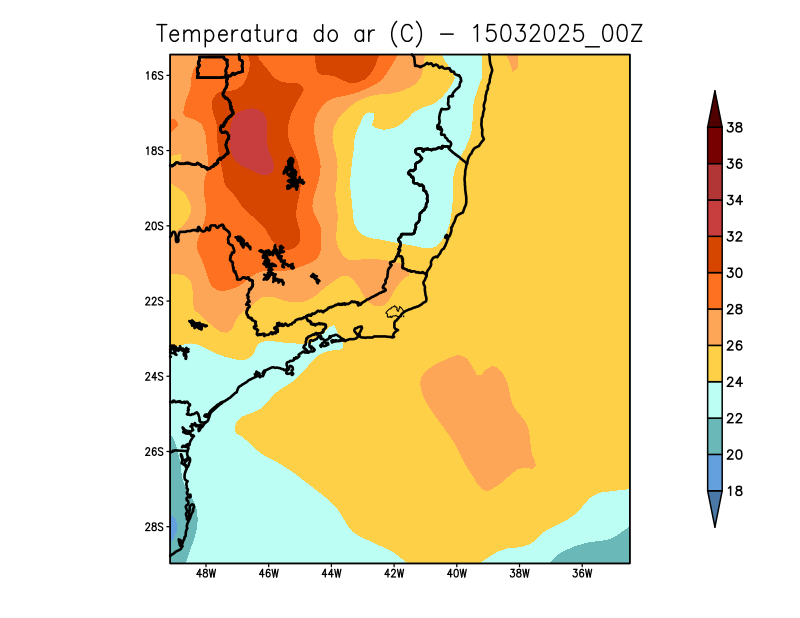 Temperatura do ar (C) – 15032025_00Z
16S
18S
20S
22S
24S
26S
28S
48W 46W 44W 42W 40W 38W 36W
38
36
34
32
30
28
26
24
22
20
18